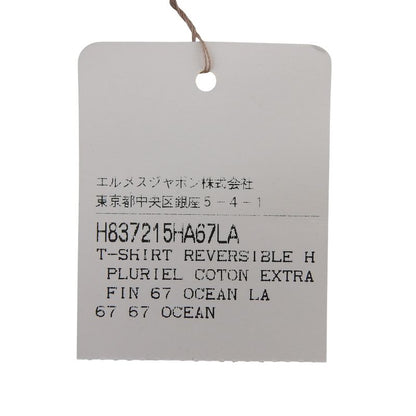 エルメスジャポン株式会社
東京都中央区銀座5-4-1
H837215HA67LA
T-SHIRT REVERSIBLE H
PLURIEL COTON EXTRA
FIN 67 OCEAN LA
67 67 OCEAN